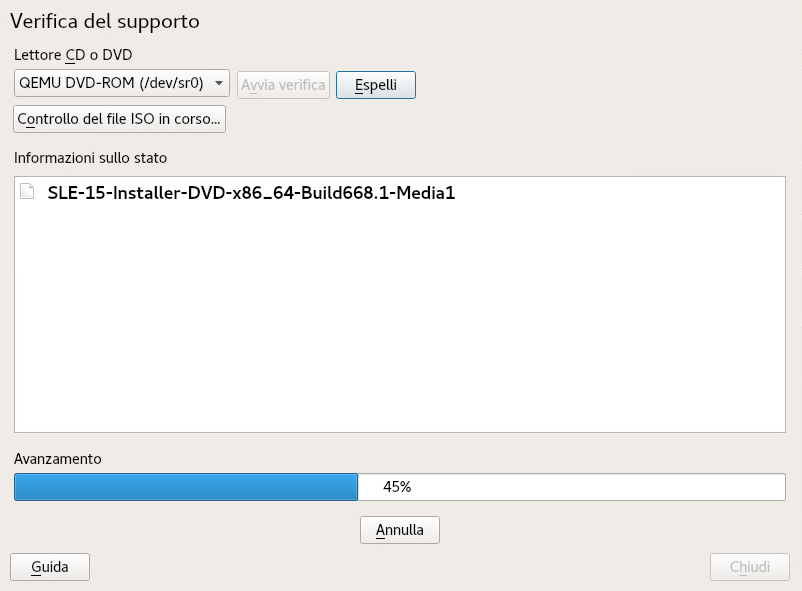 Verifica del supporto
Lettore CD o DVD
QEMU DVD-ROM (/dev/sr0) Avvia verifica Espelli
Controllo del file ISO in corso...
Informazioni sullo stato
SLE-15-Installer-DVD-x86_64-Build668.1-Media1
Avanzamento
45%
Annulla
Guida Chiudi